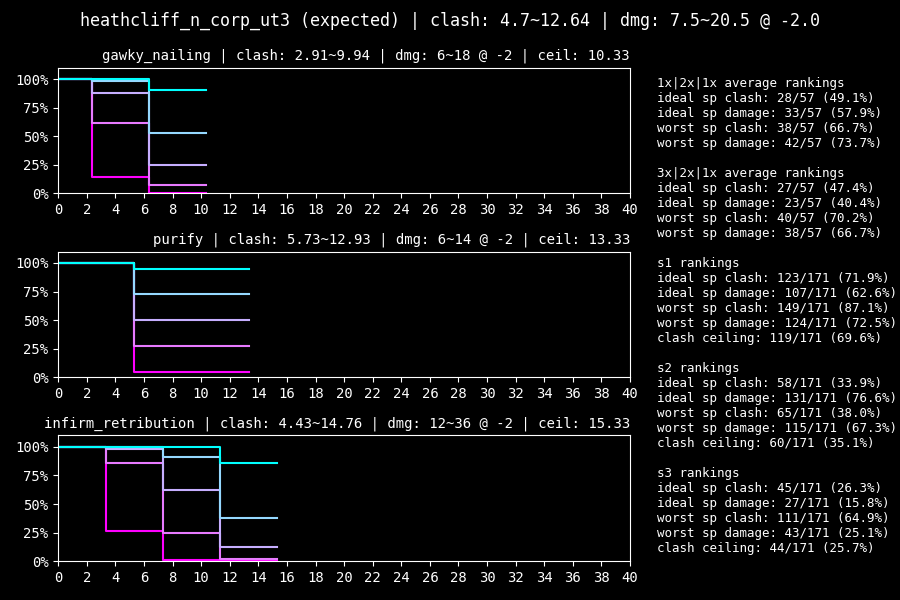 heathcliff_n_corp_ut3 (expected) | clash: 4.7~12.64 | dmg: 7.5~20.5 @ -2.0
gawky_nailing | clash: 2.91~9.94 | dmg: 6~18 @ -2 | ceil: 10.33
100%
75%
50%
25%
0%
0 2 4 6 8 10 12 14 16 18 20 22 24 26 28 30 32 34 36 38 40
purify | clash: 5.73~12.93 | dmg: 6~14 @ -2 | ceil: 13.33
100%
75%
50%
25%
0%
0 2 4 6 8 10 12 14 16 18 20 22 24 26 28 30 32 34 36 38 40
infirm_retribution | clash: 4.43~14.76 | dmg: 12~36 @ -2 | ceil: 15.33
100%
75%
50%
25%
0%
0 2 4 6 8 10 12 14 16 18 20 22 24 26 28 30 32 34 36 38 40
1x|2x|1x average rankings
ideal sp clash: 28/57 (49.1%)
ideal sp damage: 33/57 (57.9%)
worst sp clash: 38/57 (66.7%)
worst sp damage: 42/57 (73.7%)
3x|2x|1x average rankings
ideal sp clash: 27/57 (47.4%)
ideal sp damage: 23/57 (40.4%)
worst sp clash: 40/57 (70.2%)
worst sp damage: 38/57 (66.7%)
s1 rankings
ideal sp clash: 123/171 (71.9%)
ideal sp damage: 107/171 (62.6%)
worst sp clash: 149/171 (87.1%)
worst sp damage: 124/171 (72.5%)
clash ceiling: 119/171 (69.6%)
s2 rankings
ideal sp clash: 58/171 (33.9%)
ideal sp damage: 131/171 (76.6%)
worst sp clash: 65/171 (38.0%)
worst sp damage: 115/171 (67.3%)
clash ceiling: 60/171 (35.1%)
s3 rankings
ideal sp clash: 45/171 (26.3%)
ideal sp damage: 27/171 (15.8%)
worst sp clash: 111/171 (64.9%)
worst sp damage: 43/171 (25.1%)
clash ceiling: 44/171 (25.7%)